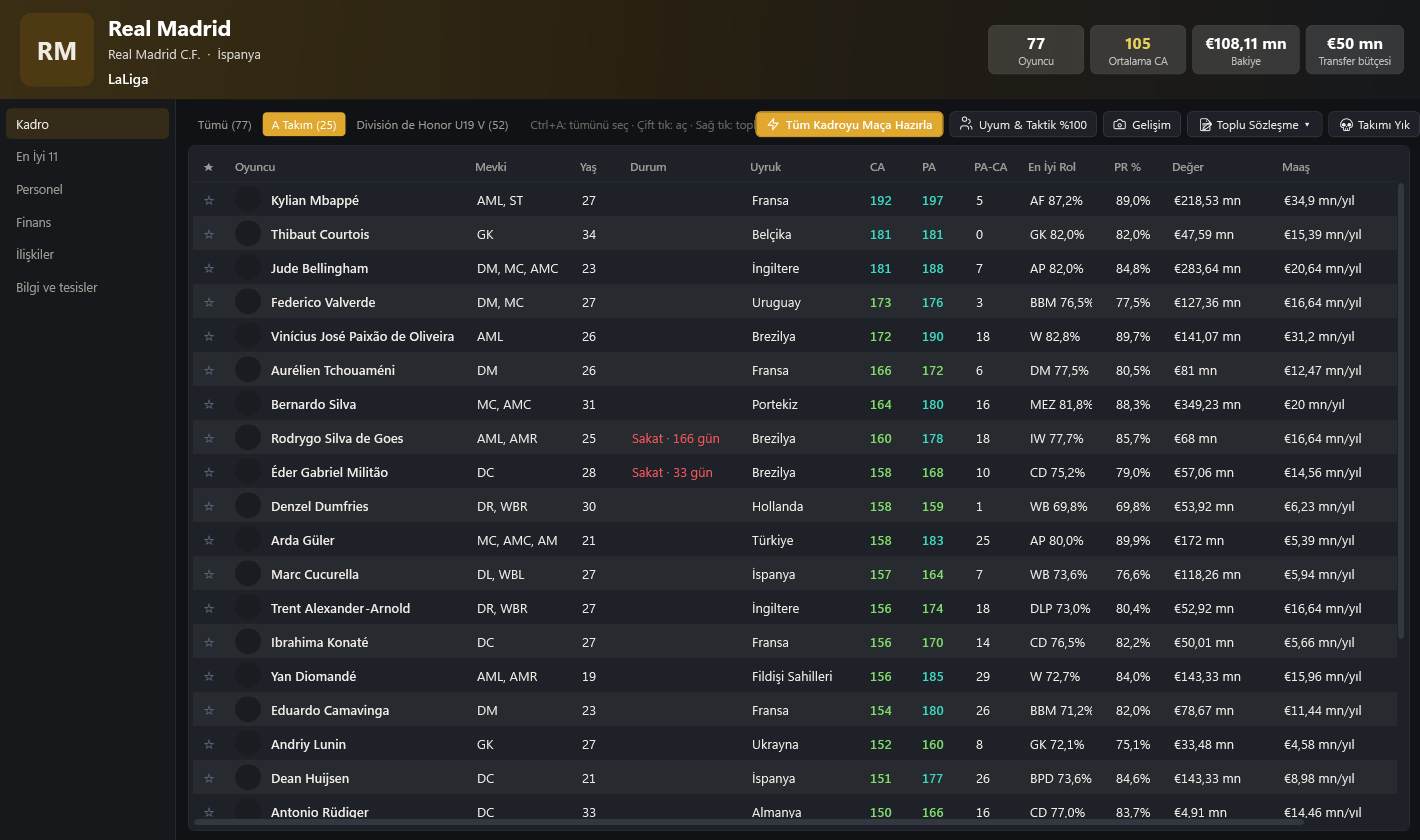 RM
Real Madrid
Real Madrid C.F. · İspanya
LaLiga
77
Oyuncu
105
Ortalama CA
€108,11 mn
Bakiye
€50 mn
Transfer bütçesi
Kadro
En İyi 11
Personel
Finans
İlişkiler
Bilgi ve tesisler
Tümü (77) A Takım (25) División de Honor U19 V (52) Ctrl+A: tümünü seç · Çift tık: aç · Sağ tık: topl Tüm Kadroyu Maça Hazırla Uyum & Taktik %100 Gelişim Toplu Sözleşme Takımı Yık
★ Oyuncu Mevki Yaş Durum Uyruk CA PA PA-CA En İyi Rol PR % Değer Maaş
☆ Kylian Mbappé AML, ST 27 Fransa 192 197 5 AF 87,2% 89,0% €218,53 mn €34,9 mn/yıl
☆ Thibaut Courtois GK 34 Belçika 181 181 0 GK 82,0% 82,0% €47,59 mn €15,39 mn/yıl
☆ Jude Bellingham DM, MC, AMC 23 İngiltere 181 188 7 AP 82,0% 84,8% €283,64 mn €20,64 mn/yıl
☆ Federico Valverde DM, MC 27 Uruguay 173 176 3 BBM 76,5% 77,5% €127,36 mn €16,64 mn/yıl
☆ Vinícius José Paixão de Oliveira AML 26 Brezilya 172 190 18 W 82,8% 89,7% €141,07 mn €31,2 mn/yıl
☆ Aurélien Tchouaméni DM 26 Fransa 166 172 6 DM 77,5% 80,5% €81 mn €12,47 mn/yıl
☆ Bernardo Silva MC, AMC 31 Portekiz 164 180 16 MEZ 81,8% 88,3% €349,23 mn €20 mn/yıl
☆ Rodrygo Silva de Goes AML, AMR 25 Sakat · 166 gün Brezilya 160 178 18 IW 77,7% 85,7% €68 mn €16,64 mn/yıl
☆ Éder Gabriel Militão DC 28 Sakat · 33 gün Brezilya 158 168 10 CD 75,2% 79,0% €57,06 mn €14,56 mn/yıl
☆ Denzel Dumfries DR, WBR 30 Hollanda 158 159 1 WB 69,8% 69,8% €53,92 mn €6,23 mn/yıl
☆ Arda Güler MC, AMC, AM 21 Türkiye 158 183 25 AP 80,0% 89,9% €172 mn €5,39 mn/yıl
☆ Marc Cucurella DL, WBL 27 İspanya 157 164 7 WB 73,6% 76,6% €118,26 mn €5,94 mn/yıl
☆ Trent Alexander-Arnold DR, WBR 27 İngiltere 156 174 18 DLP 73,0% 80,4% €52,92 mn €16,64 mn/yıl
☆ Ibrahima Konaté DC 27 Fransa 156 170 14 CD 76,5% 82,2% €50,01 mn €5,66 mn/yıl
☆ Yan Diomandé AML, AMR 19 Fildişi Sahilleri 156 185 29 W 72,7% 84,0% €143,33 mn €15,96 mn/yıl
☆ Eduardo Camavinga DM 23 Fransa 154 180 26 BBM 71,2% 82,0% €78,67 mn €11,44 mn/yıl
☆ Andriy Lunin GK 27 Ukrayna 152 160 8 GK 72,1% 75,1% €33,48 mn €4,58 mn/yıl
☆ Dean Huijsen DC 21 İspanya 151 177 26 BPD 73,6% 84,6% €143,33 mn €8,98 mn/yıl
☆ Antonio Rüdiger DC 33 Almanya 150 166 16 CD 77,0% 83,7% €4,91 mn €14,46 mn/yıl